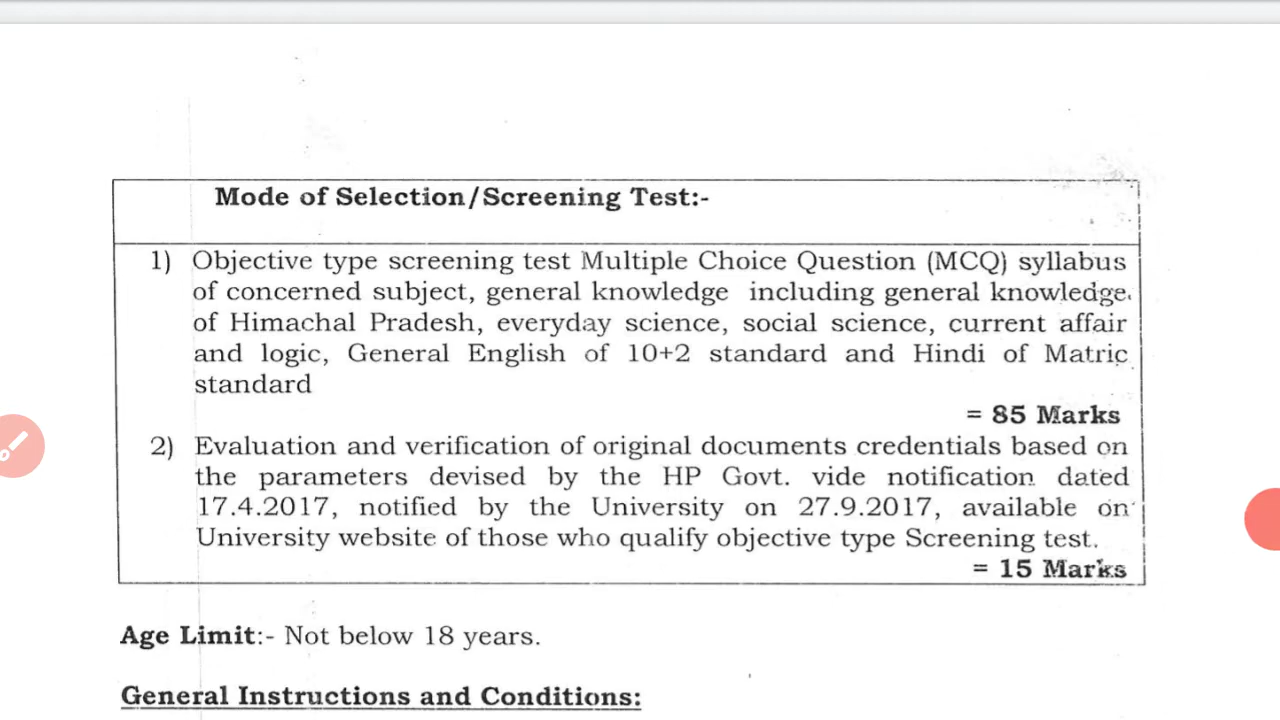 Mode of Selection/Screening Test:-
1) Objective type screening test Multiple Choice Question (MCQ) syllabus
of concerned subject, general knowledge including general knowledge
of Himachal Pradesh, everyday science, social science, current affair
and logic, General English of 10+2 standard and Hindi of Matric
standard
= 85 Marks
2) Evaluation and verification of original documents credentials based on
the parameters devised by the HP Govt. vide notification dated
17.4.2017, notified by the University on 27.9.2017, available on
University website of those who qualify objective type Screening test.
= 15 Marks
Age Limit:- Not below 18 years.
General Instructions and Conditions: